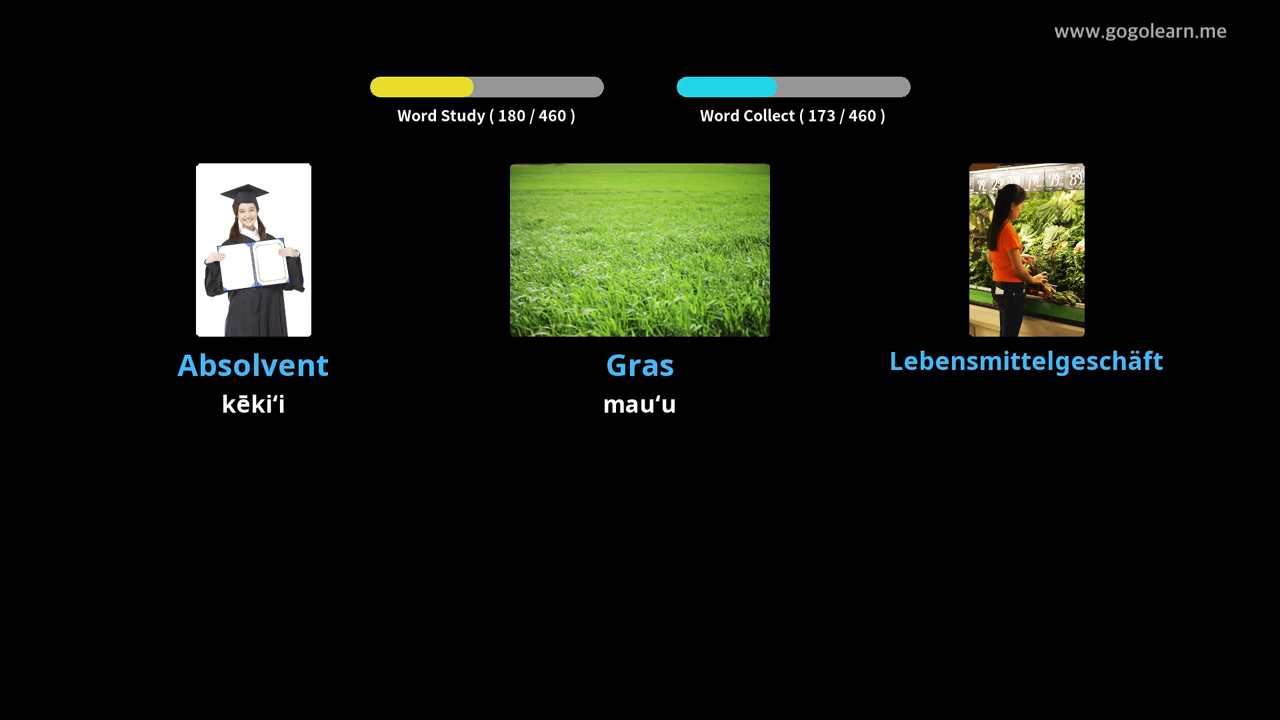 www.gogolearn.me
Word Study ( 180 / 460 )
Word Collect ( 173 / 460 )
Absolvent
Gras
Lebensmittelgeschäft
kēkiʻi
mauʻu